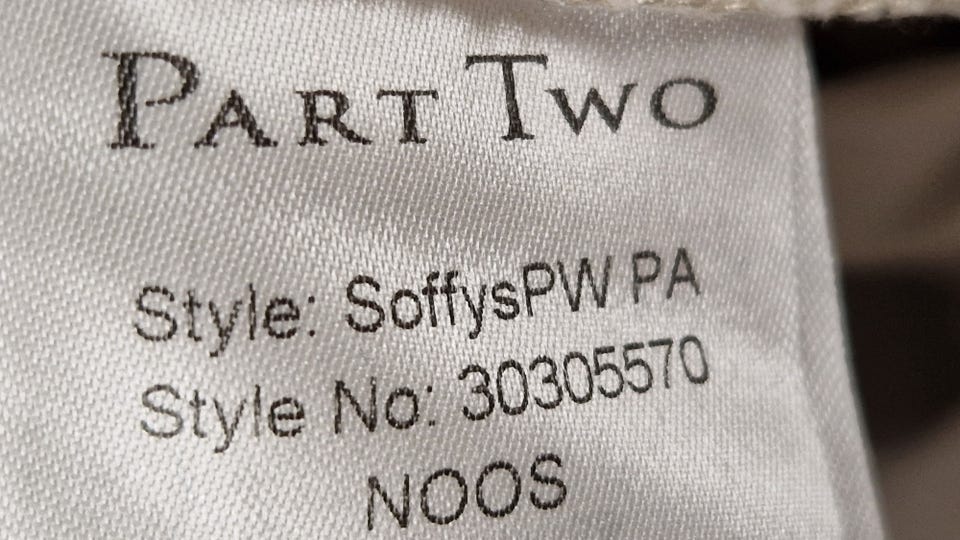 PART TWO
Style: SoffysPW PA
Style No: 30305570
NOOS